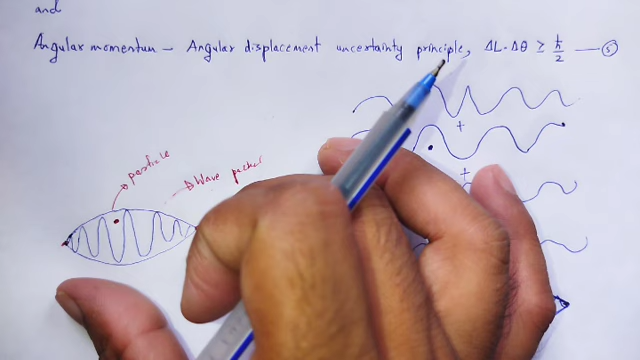 and
Angular momentum - Angular displacement uncertainty principle, ΔL·Δθ ≥ ħ/2 —⑤
particle
Wave packet
+
+